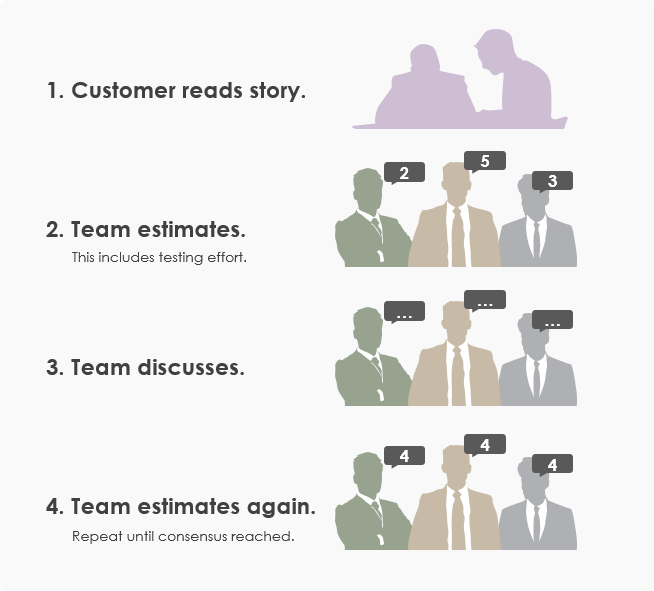 1. Customer reads story.
2
5
3
2. Team estimates.
This includes testing effort.
...
...
...
3. Team discusses.
4
4
4
4. Team estimates again.
Repeat until consensus reached.